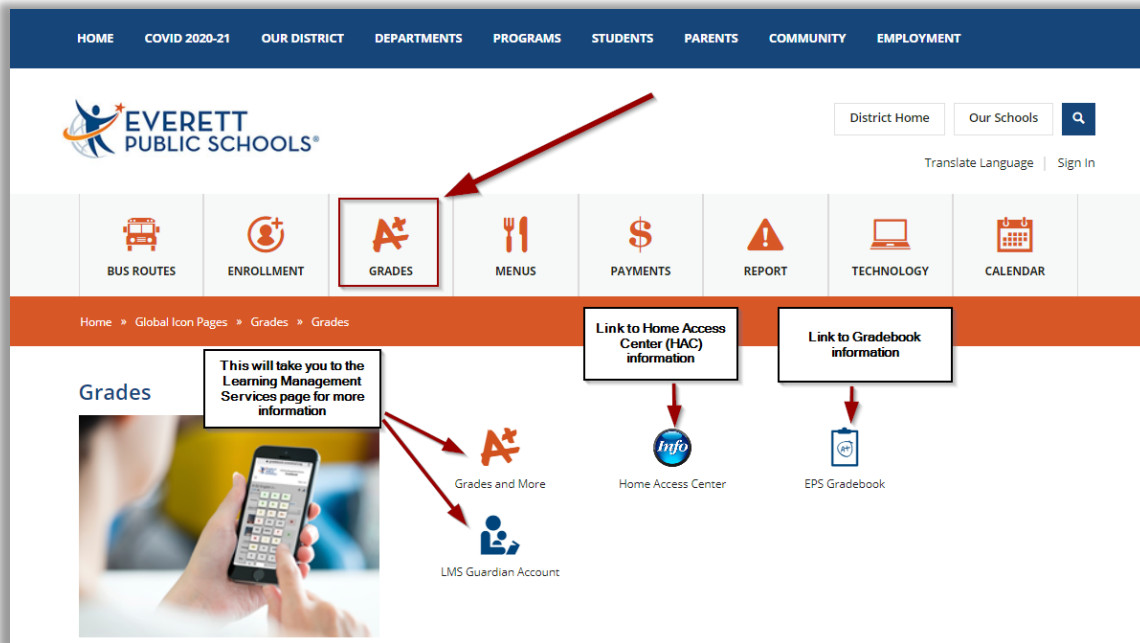 HOME COVID 2020-21 OUR DISTRICT DEPARTMENTS PROGRAMS STUDENTS PARENTS COMMUNITY EMPLOYMENT
EVERETT
PUBLIC SCHOOLS®
District Home Our Schools
Translate Language | Sign In
BUS ROUTES ENROLLMENT GRADES MENUS PAYMENTS REPORT TECHNOLOGY CALENDAR
Home » Global Icon Pages » Grades » Grades
Link to Home Access
Center (HAC)
information
Link to Gradebook
information
This will take you to the
Learning Management
Services page for more
information
Grades
A+
Info
A+
Grades and More
Home Access Center
EPS Gradebook
LMS Guardian Account